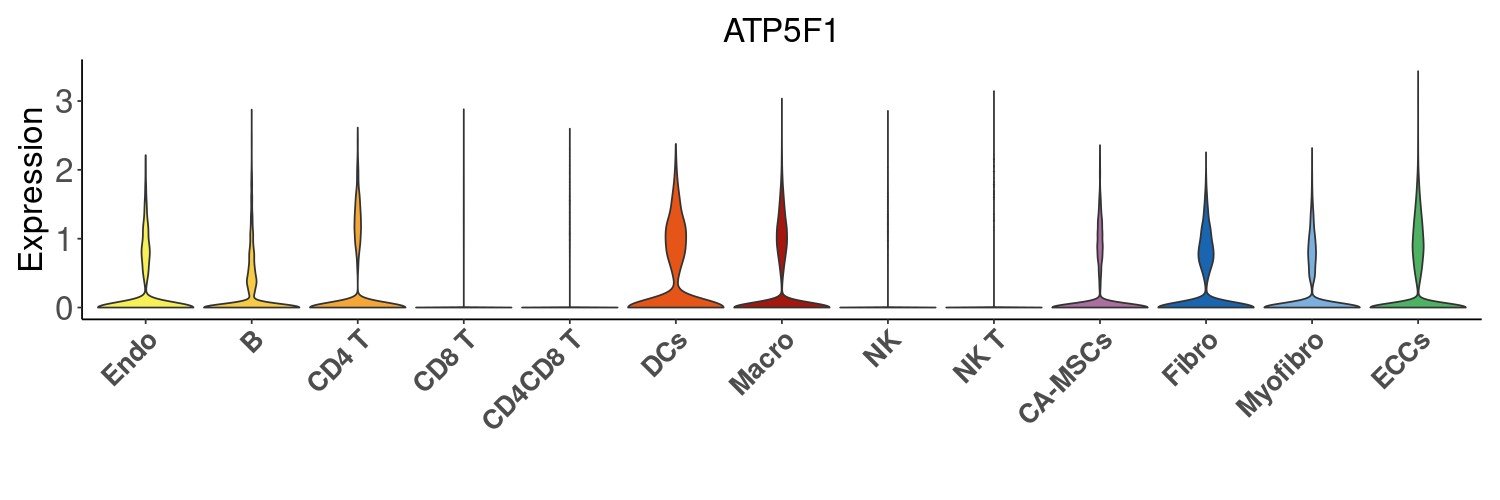 ATP5F1
Expression
3
2
1
0
Endo
B
CD4 T
CD8 T
CD4CD8 T
DCs
Macro
NK
NK T
CA-MSCs
Fibro
Myofibro
ECCs